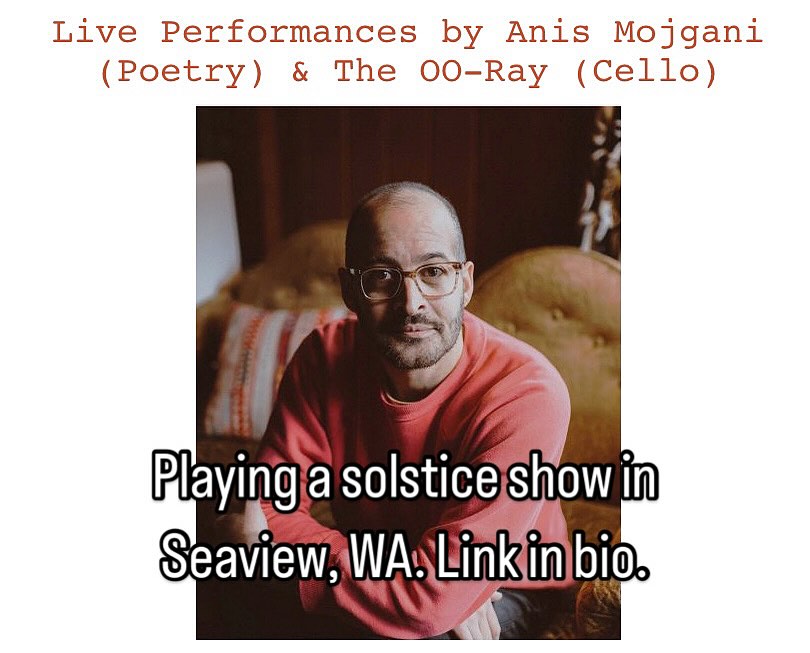 Live Performances by Anis Mojgani
(Poetry) & The OO-Ray (Cello)
Playing a solstice show in
Seaview, WA. Link in bio.